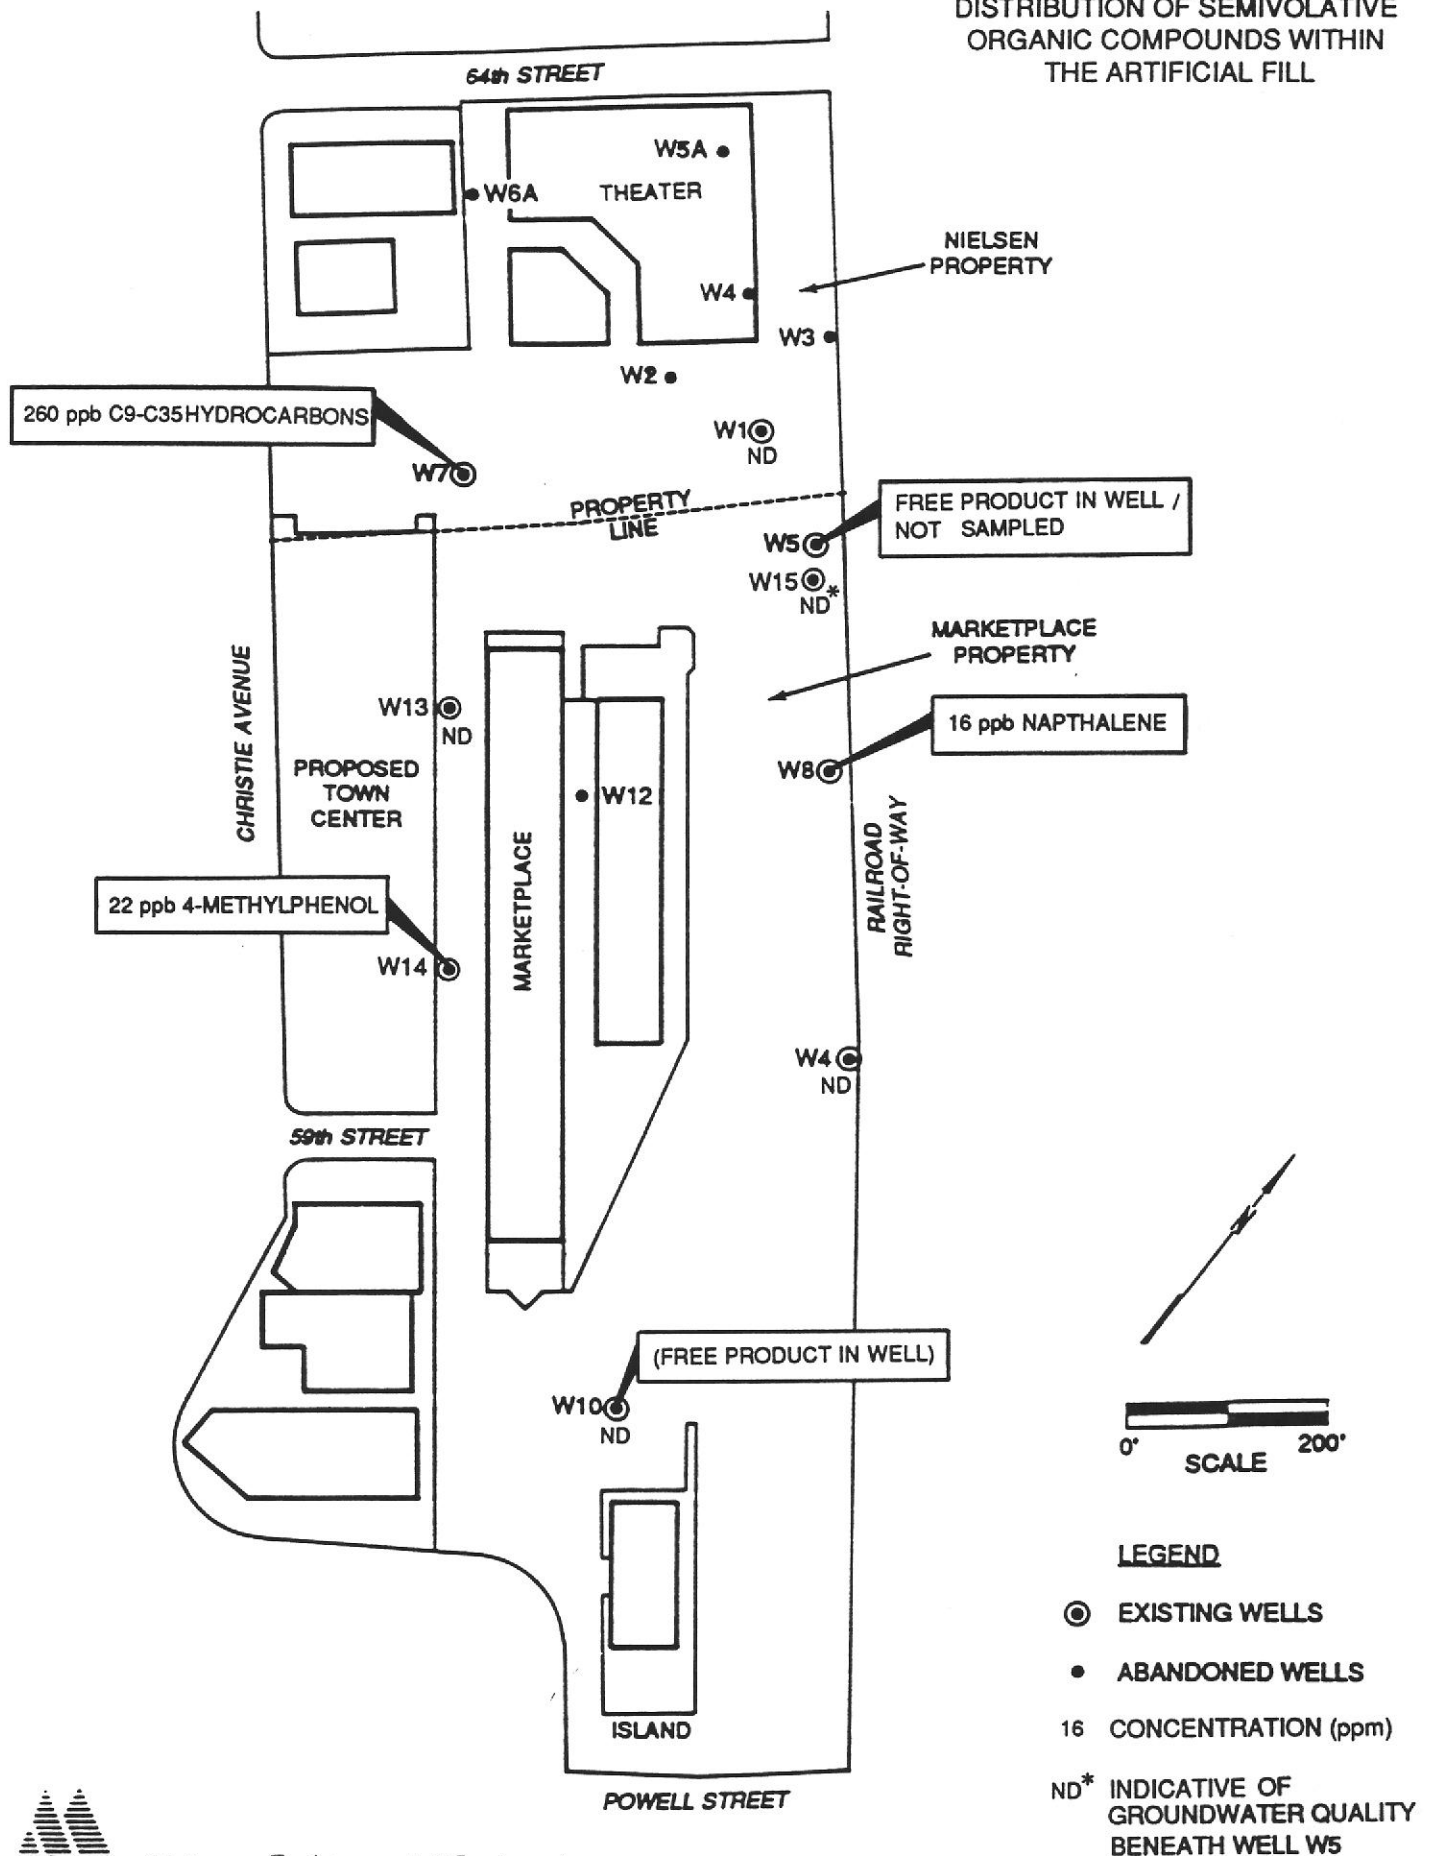 DISTRIBUTION OF SEMIVOLATIVE
ORGANIC COMPOUNDS WITHIN
THE ARTIFICIAL FILL
64th STREET
W5A
W6A
THEATER
NIELSEN
PROPERTY
W4
W3
W2
260 ppb C9-C35HYDROCARBONS
W1
ND
W7
PROPERTY
LINE
FREE PRODUCT IN WELL /
NOT SAMPLED
W5
W15
ND*
MARKETPLACE
PROPERTY
CHRISTIE AVENUE
W13
ND
16 ppb NAPTHALENE
W8
PROPOSED
TOWN
CENTER
W12
MARKETPLACE
RAILROAD
RIGHT-OF-WAY
22 ppb 4-METHYLPHENOL
W14
W4
ND
59th STREET
N
(FREE PRODUCT IN WELL)
W10
ND
0'
200'
SCALE
LEGEND
EXISTING WELLS
ABANDONED WELLS
16 CONCENTRATION (ppm)
ND* INDICATIVE OF
GROUNDWATER QUALITY
BENEATH WELL W5
ISLAND
POWELL STREET